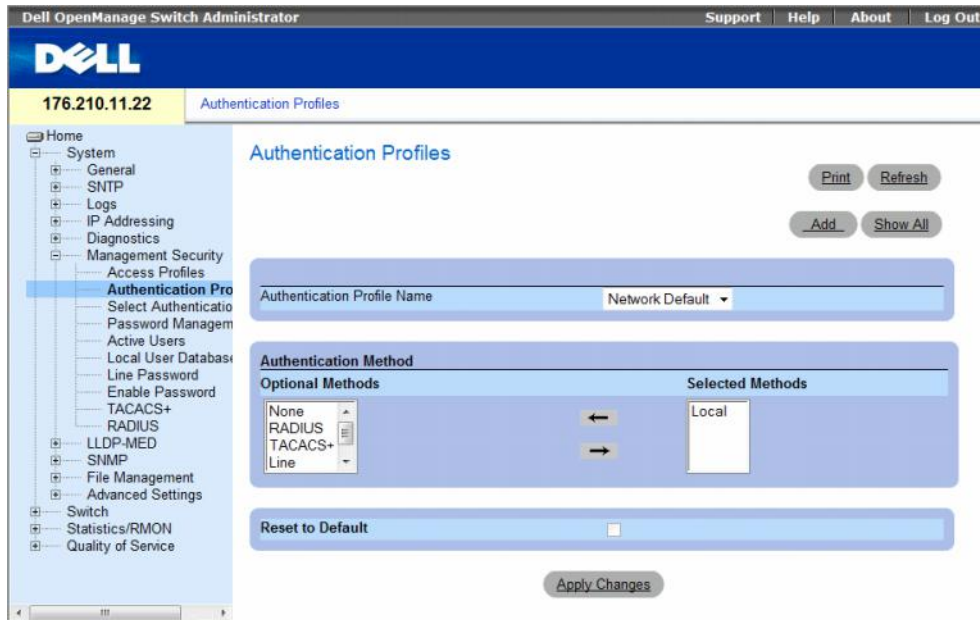 Dell OpenManage Switch Administrator
Support | Help | About | Log Out
DELL
176.210.11.22
Authentication Profiles
Home
System
General
SNTP
Logs
IP Addressing
Diagnostics
Management Security
Access Profiles
Authentication Pro
Select Authenticatio
Password Managem
Active Users
Local User Database
Line Password
Enable Password
TACACS+
RADIUS
LLDP-MED
SNMP
File Management
Advanced Settings
Switch
Statistics/RMON
Quality of Service
Authentication Profiles
Print Refresh
Add Show All
Authentication Profile Name Network Default
Authentication Method
Optional Methods Selected Methods
None
RADIUS
TACACS+
Line
Local
Reset to Default
Apply Changes